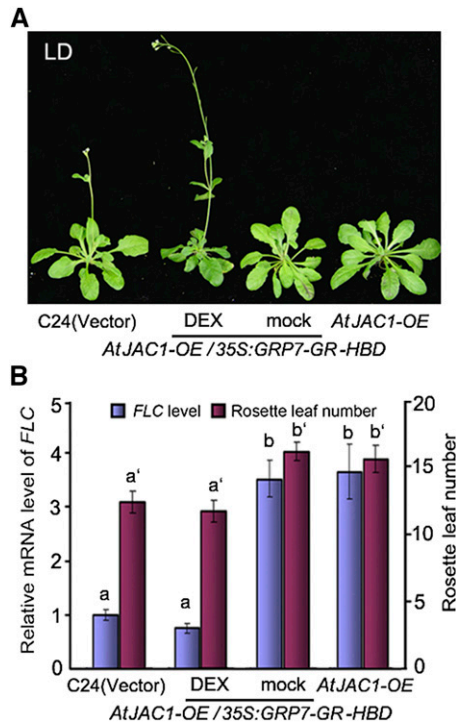 A
LD
C24(Vector) DEX mock AtJAC1-OE
AtJAC1-OE /35S:GRP7-GR-HBD
B
FLC level Rosette leaf number
Relative mRNA level of FLC
5
4
3
2
1
0
a a' a a' b b' b b'
20
15
10
5
0
Rosette leaf number
C24(Vector) DEX mock AtJAC1-OE
AtJAC1-OE /35S:GRP7-GR-HBD